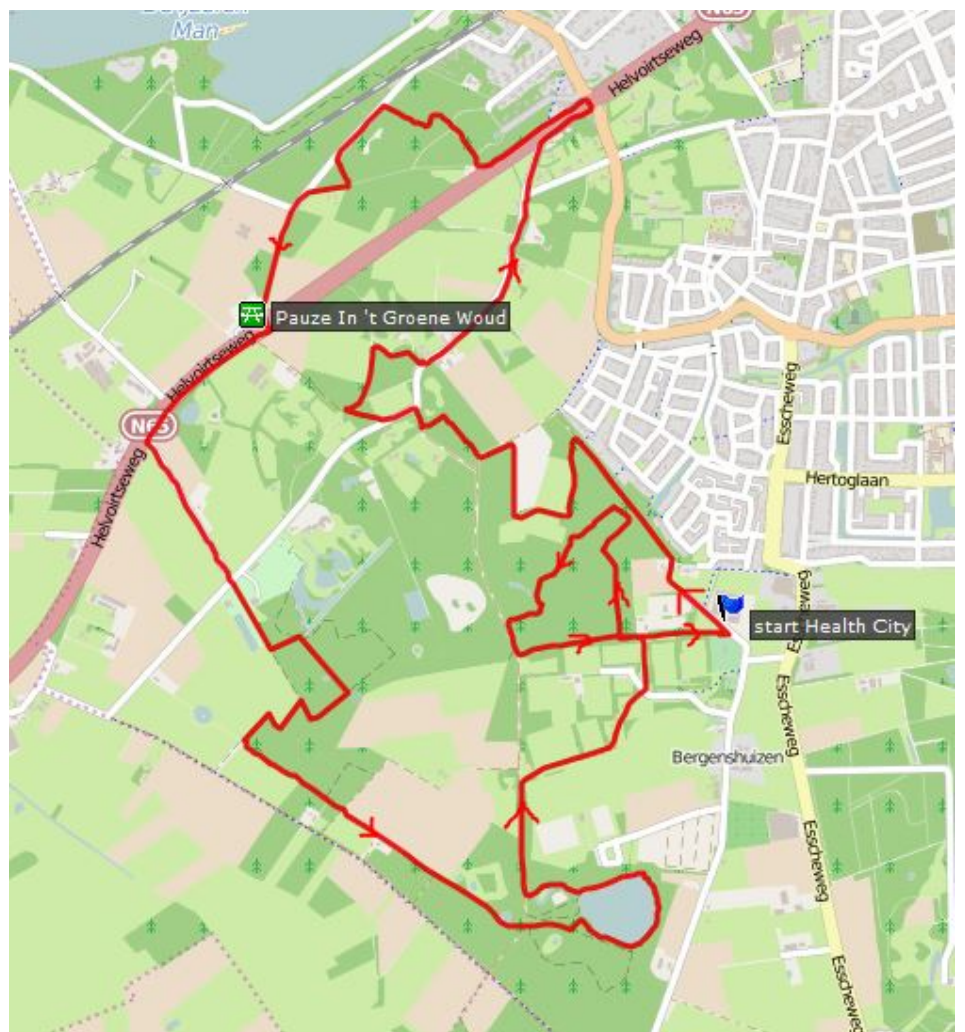 Man
N65
Helvoirtseweg
Pauze In 't Groene Woud
Helvoirtseweg
N65
Helvoirtseweg
Esscheweg
Hertoglaan
start Health City
Esscheweg
Esscheweg
Bergenshuizen
Esscheweg
Esscheweg